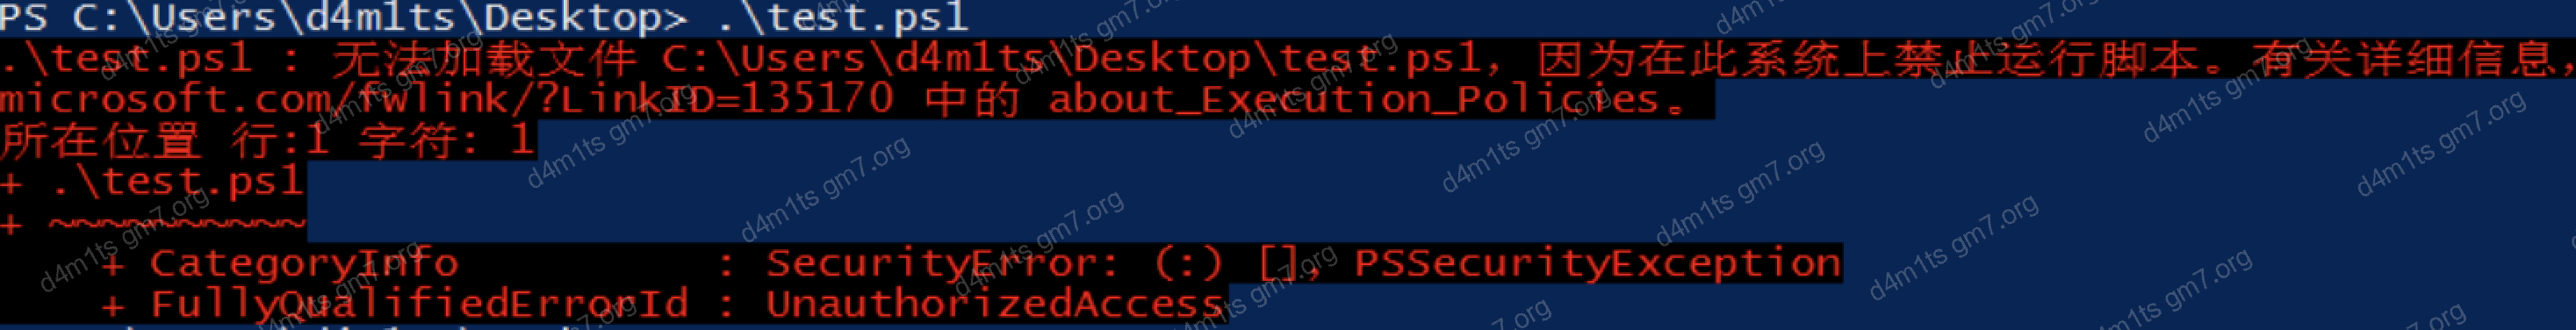 PS C:\Users\d4m1ts\Desktop> .\test.ps1
.\test.ps1 : 无法加载文件 C:\Users\d4m1ts\Desktop\test.ps1，因为在此系统上禁止运行脚本。有关详细信息，
microsoft.com/fwlink/?LinkID=135170 中的 about_Execution_Policies。
所在位置 行:1 字符: 1
+ .\test.ps1
+ ~~~~~~~~~~
+ CategoryInfo : SecurityError: (:) [], PSSecurityException
+ FullyQualifiedErrorId : UnauthorizedAccess
d4m1ts gm7.org